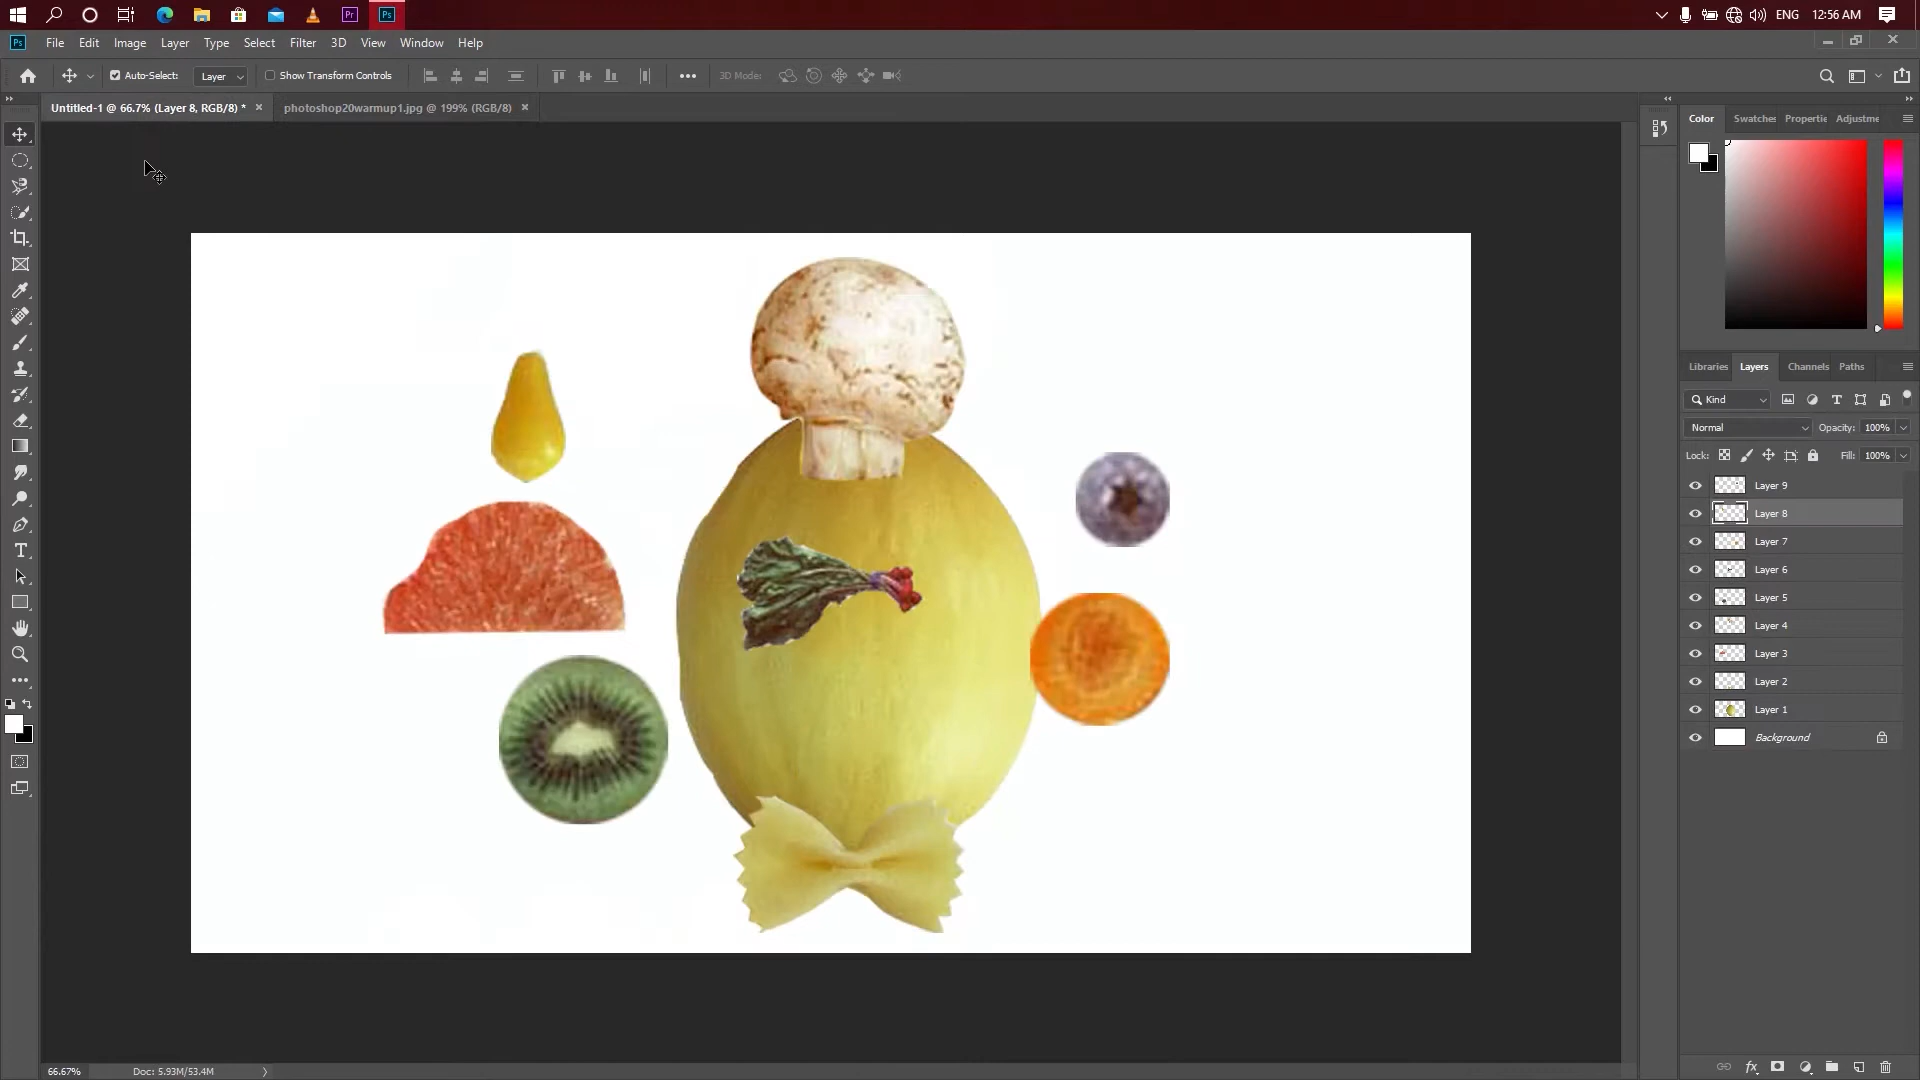 Pr
Ps
ENG
12:56 AM
Ps
File
Edit
Image
Layer
Type
Select
Filter
3D
View
Window
Help
Auto-Select:
Layer
Show Transform Controls
3D Mode:
Untitled-1 @ 66.7% (Layer 8, RGB/8) *
photoshop20warmup1.jpg @ 199% (RGB/8)
Color
Swatches
Properti
Adjustme
Libraries
Layers
Channels
Paths
Kind
Normal
Opacity: 100%
Lock:
Fill: 100%
Layer 9
Layer 8
Layer 7
Layer 6
Layer 5
Layer 4
Layer 3
Layer 2
Layer 1
Background
66.67%
Doc: 5.93M/53.4M